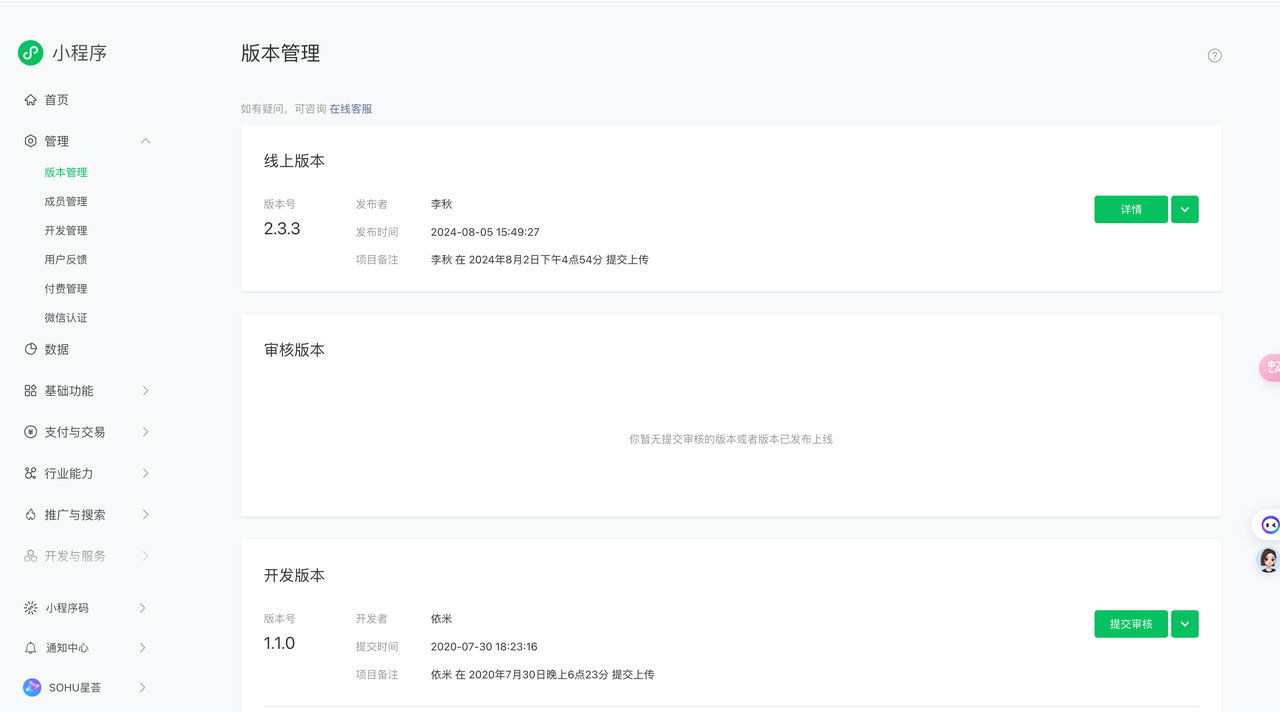 小程序
首页
管理
版本管理
成员管理
开发管理
用户反馈
付费管理
微信认证
数据
基础功能
支付与交易
行业能力
推广与搜索
开发与服务
小程序码
通知中心
SOHU星荟
版本管理
如有疑问，可咨询 在线客服
线上版本
版本号
2.3.3
发布者 李秋
发布时间 2024-08-05 15:49:27
项目备注 李秋 在 2024年8月2日下午4点54分 提交上传
详情
审核版本
你暂无提交审核的版本或者版本已发布上线
开发版本
版本号
1.1.0
开发者 依米
提交时间 2020-07-30 18:23:16
项目备注 依米 在 2020年7月30日晚上6点23分 提交上传
提交审核